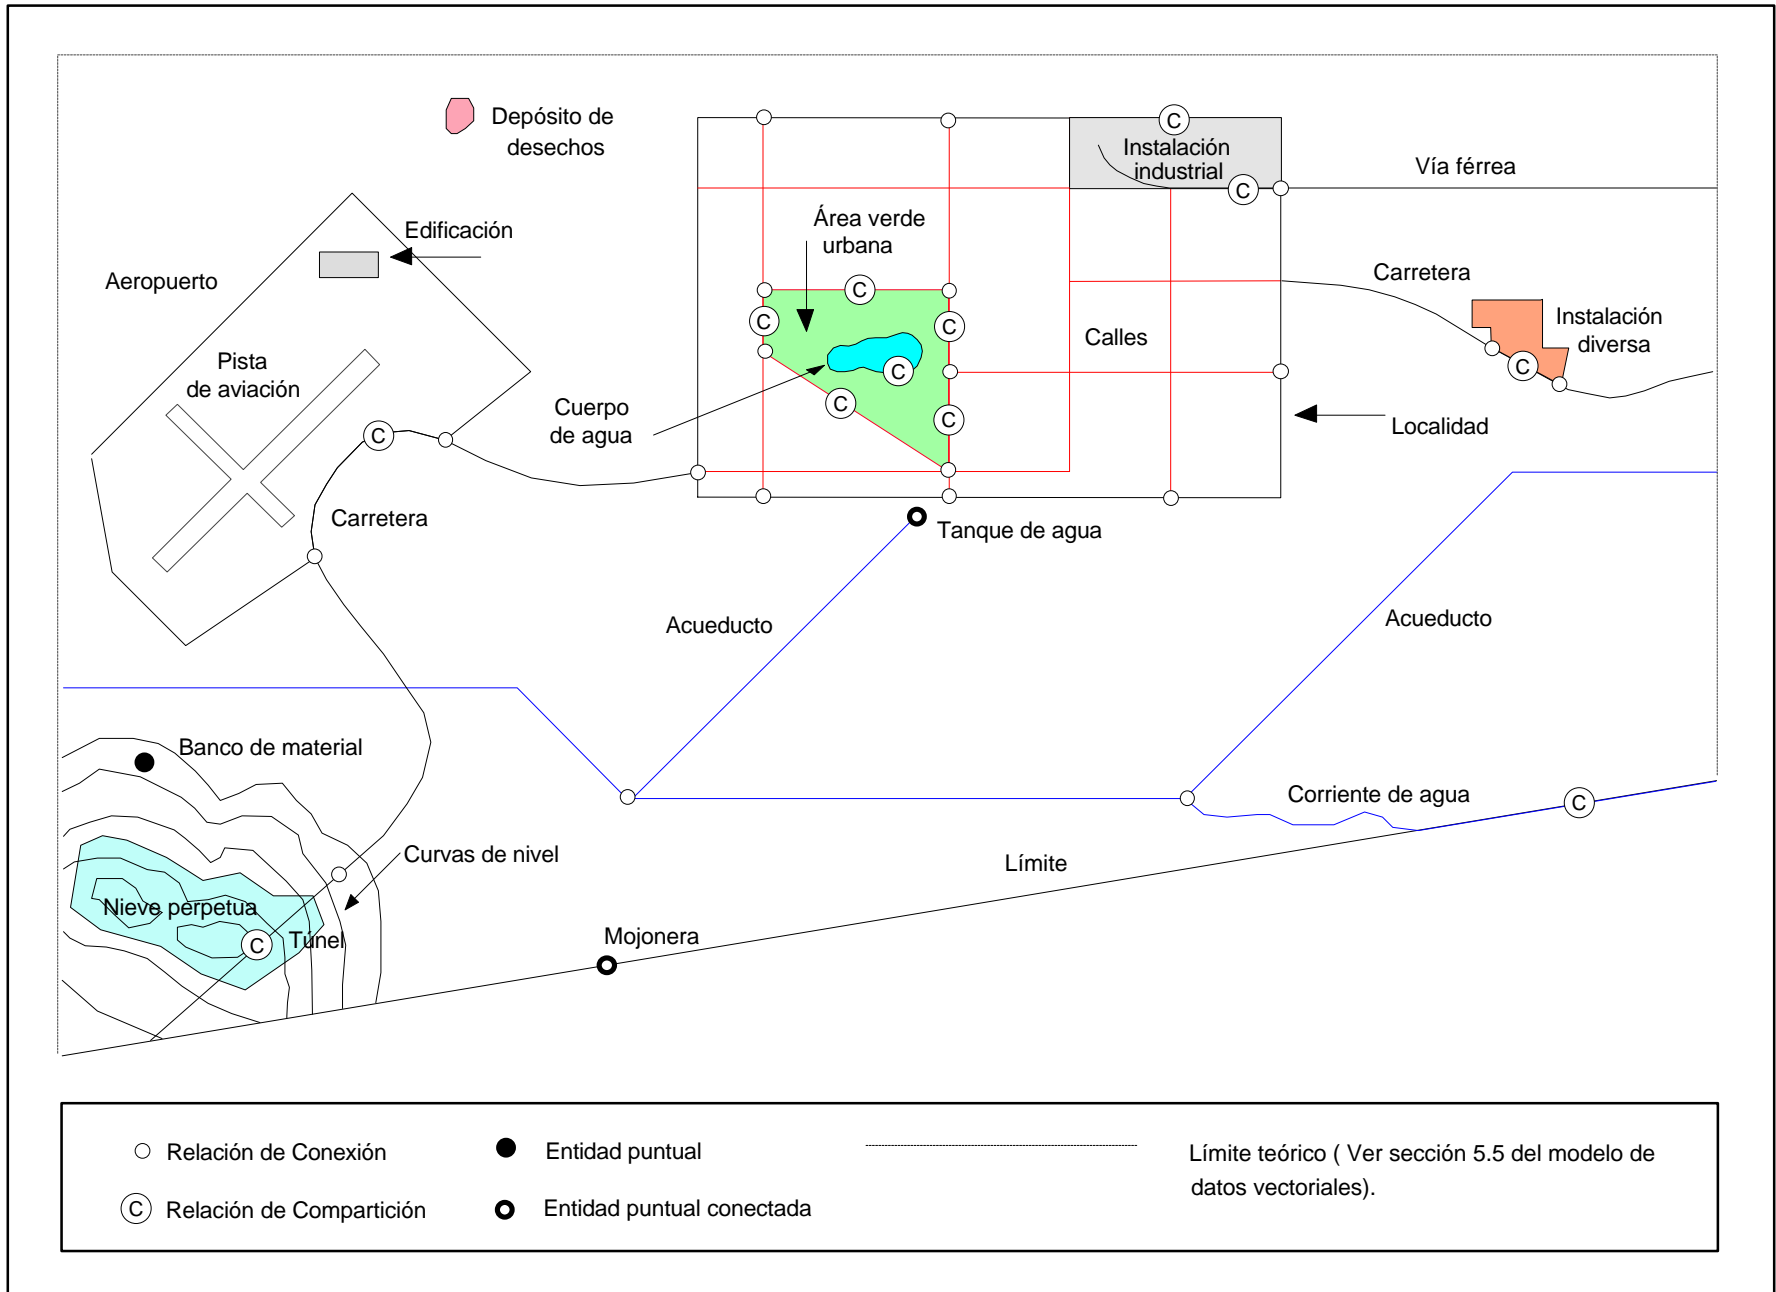 Depósito de
desechos
C
Instalación
industrial
C
Vía férrea
Área verde
urbana
Edificación
Aeropuerto
Carretera
C
C
C
Instalación
diversa
Calles
Pista
de aviación
C
C
C
Cuerpo
de agua
C
C
Localidad
Carretera
Tanque de agua
Acueducto
Acueducto
Banco de material
Corriente de agua
C
Curvas de nivel
Límite
Nieve perpetua
C
Túnel
Mojonera
Relación de Conexión
Entidad puntual
Límite teórico ( Ver sección 5.5 del modelo de
datos vectoriales).
C
Relación de Compartición
Entidad puntual conectada